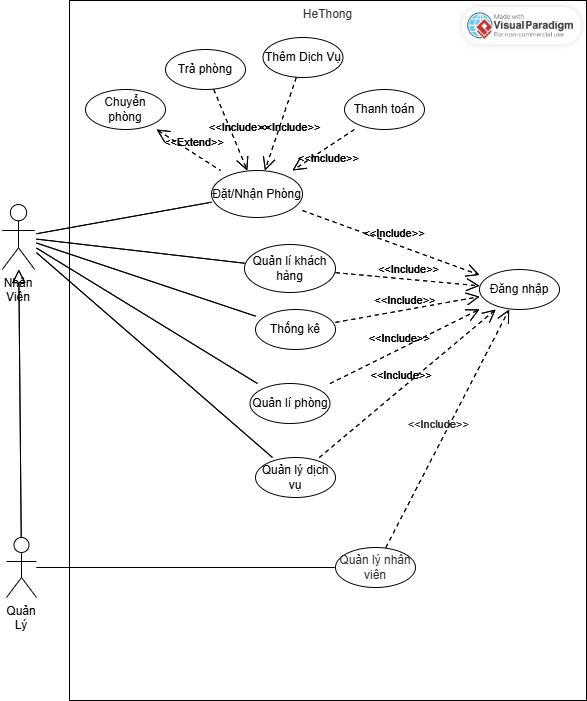 HeThong
Made with
Visual Paradigm
For non-commercial use
Thêm Dịch Vụ
Trả phòng
Chuyển
phòng
Thanh toán
<<Include>>
<<Include>>
<<Extend>>
<<Include>>
Đặt/Nhận Phòng
<<Include>>
Quản lí khách
hàng
<<Include>>
Nhân
Viên
Đăng nhập
<<Include>>
Thống kê
<<Include>>
<<Include>>
Quản lí phòng
<<Include>>
Quản lý dịch
vụ
Quản lý nhân
viên
Quản
Lý